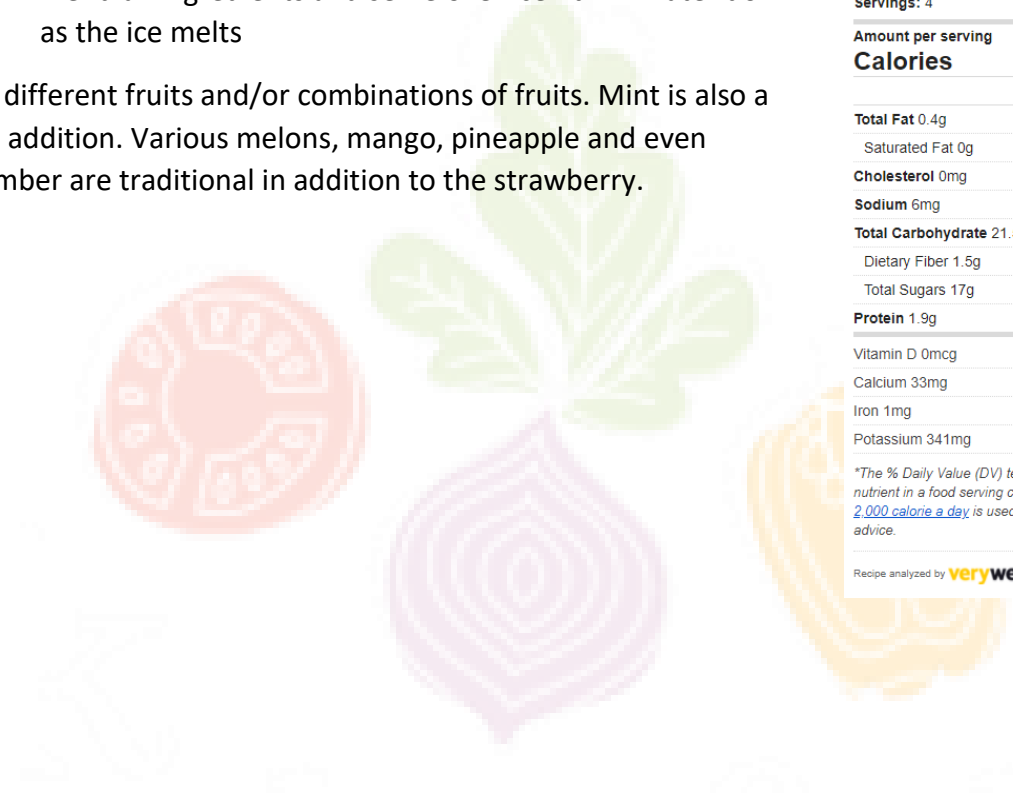 as the ice melts
different fruits and/or combinations of fruits. Mint is also a
addition. Various melons, mango, pineapple and even
mber are traditional in addition to the strawberry.
Servings: 4
Amount per serving
Calories
Total Fat 0.4g
Saturated Fat 0g
Cholesterol 0mg
Sodium 6mg
Total Carbohydrate 21.
Dietary Fiber 1.5g
Total Sugars 17g
Protein 1.9g
Vitamin D 0mcg
Calcium 33mg
Iron 1mg
Potassium 341mg
*The % Daily Value (DV) te
nutrient in a food serving c
2,000 calorie a day is used
advice.
Recipe analyzed by verywe